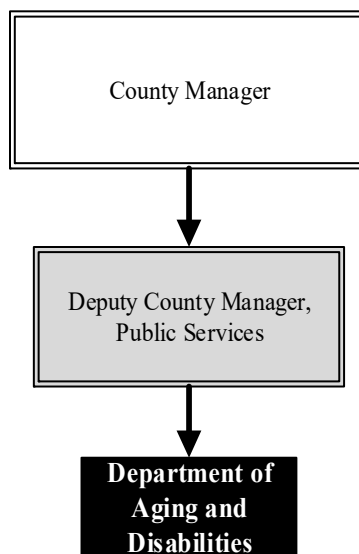 County Manager
Deputy County Manager,
Public Services
Department of
Aging and
Disabilities